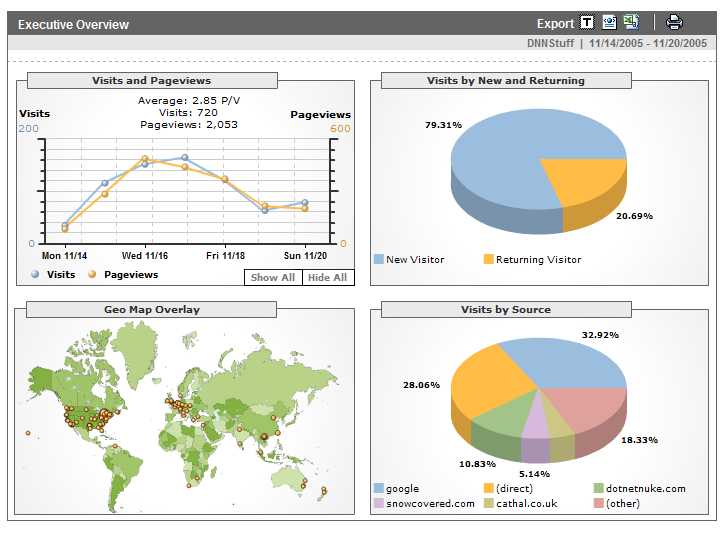 Executive Overview
Export T
DNNStuff | 11/14/2005 - 11/20/2005
Visits and Pageviews
Average: 2.85 P/V
Visits: 720
Pageviews: 2,053
Visits
Pageviews
200
600
0
0
Mon 11/14 Wed 11/16 Fri 11/18 Sun 11/20
Visits Pageviews
Show All Hide All
Visits by New and Returning
79.31%
20.69%
New Visitor Returning Visitor
Geo Map Overlay
Visits by Source
32.92%
28.06%
18.33%
10.83%
5.14%
google (direct) dotnetnuke.com
snowcovered.com cathal.co.uk (other)